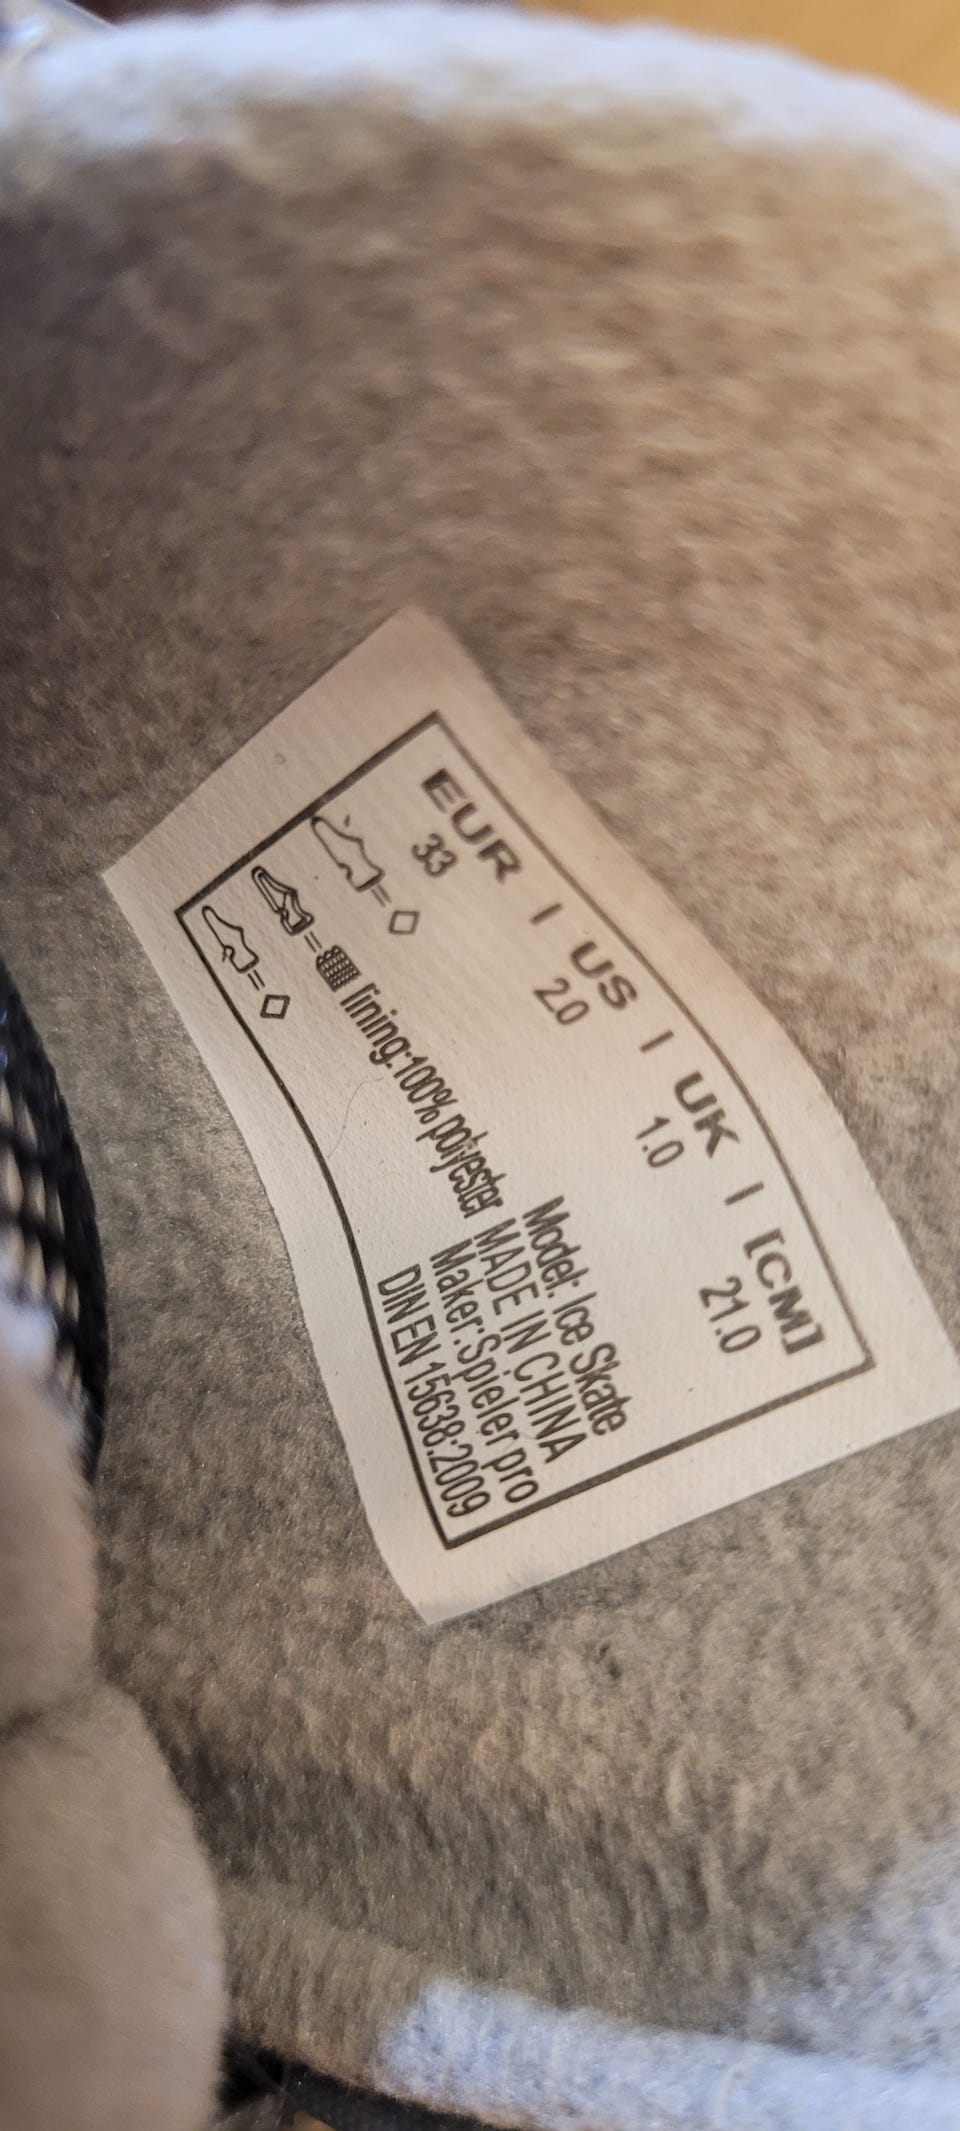 EUR | US | UK | [CM]
33 2.0 1.0 21.0
Model: Ice Skate
lining:100% polyester MADE IN CHINA
Maker:Spieler pro
DIN EN 15638:2009